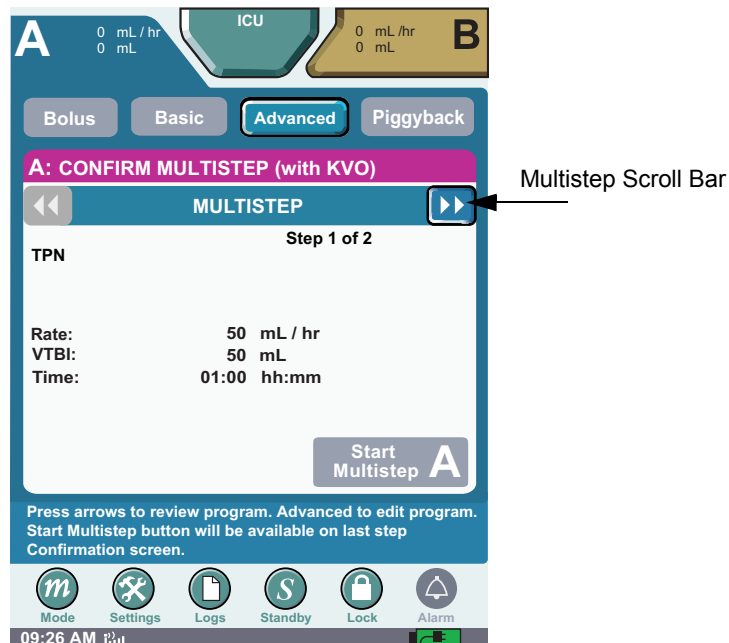 A 0 mL / hr ICU 0 mL /hr B
0 mL 0 mL
Bolus Basic Advanced Piggyback
A: CONFIRM MULTISTEP (with KVO)
Multistep Scroll Bar
MULTISTEP
Step 1 of 2
TPN
Rate: 50 mL / hr
VTBI: 50 mL
Time: 01:00 hh:mm
Start
Multistep A
Press arrows to review program. Advanced to edit program.
Start Multistep button will be available on last step
Confirmation screen.
m S
Mode Settings Logs Standby Lock Alarm
09:26 AM